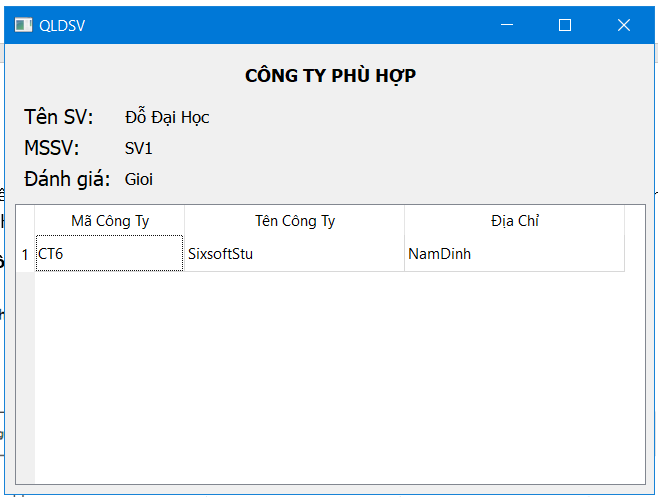 QLDSV
CÔNG TY PHÙ HỢP
Tên SV: Đỗ Đại Học
MSSV: SV1
Đánh giá: Gioi
Mã Công Ty Tên Công Ty Địa Chỉ
1 CT6 SixsoftStu NamDinh